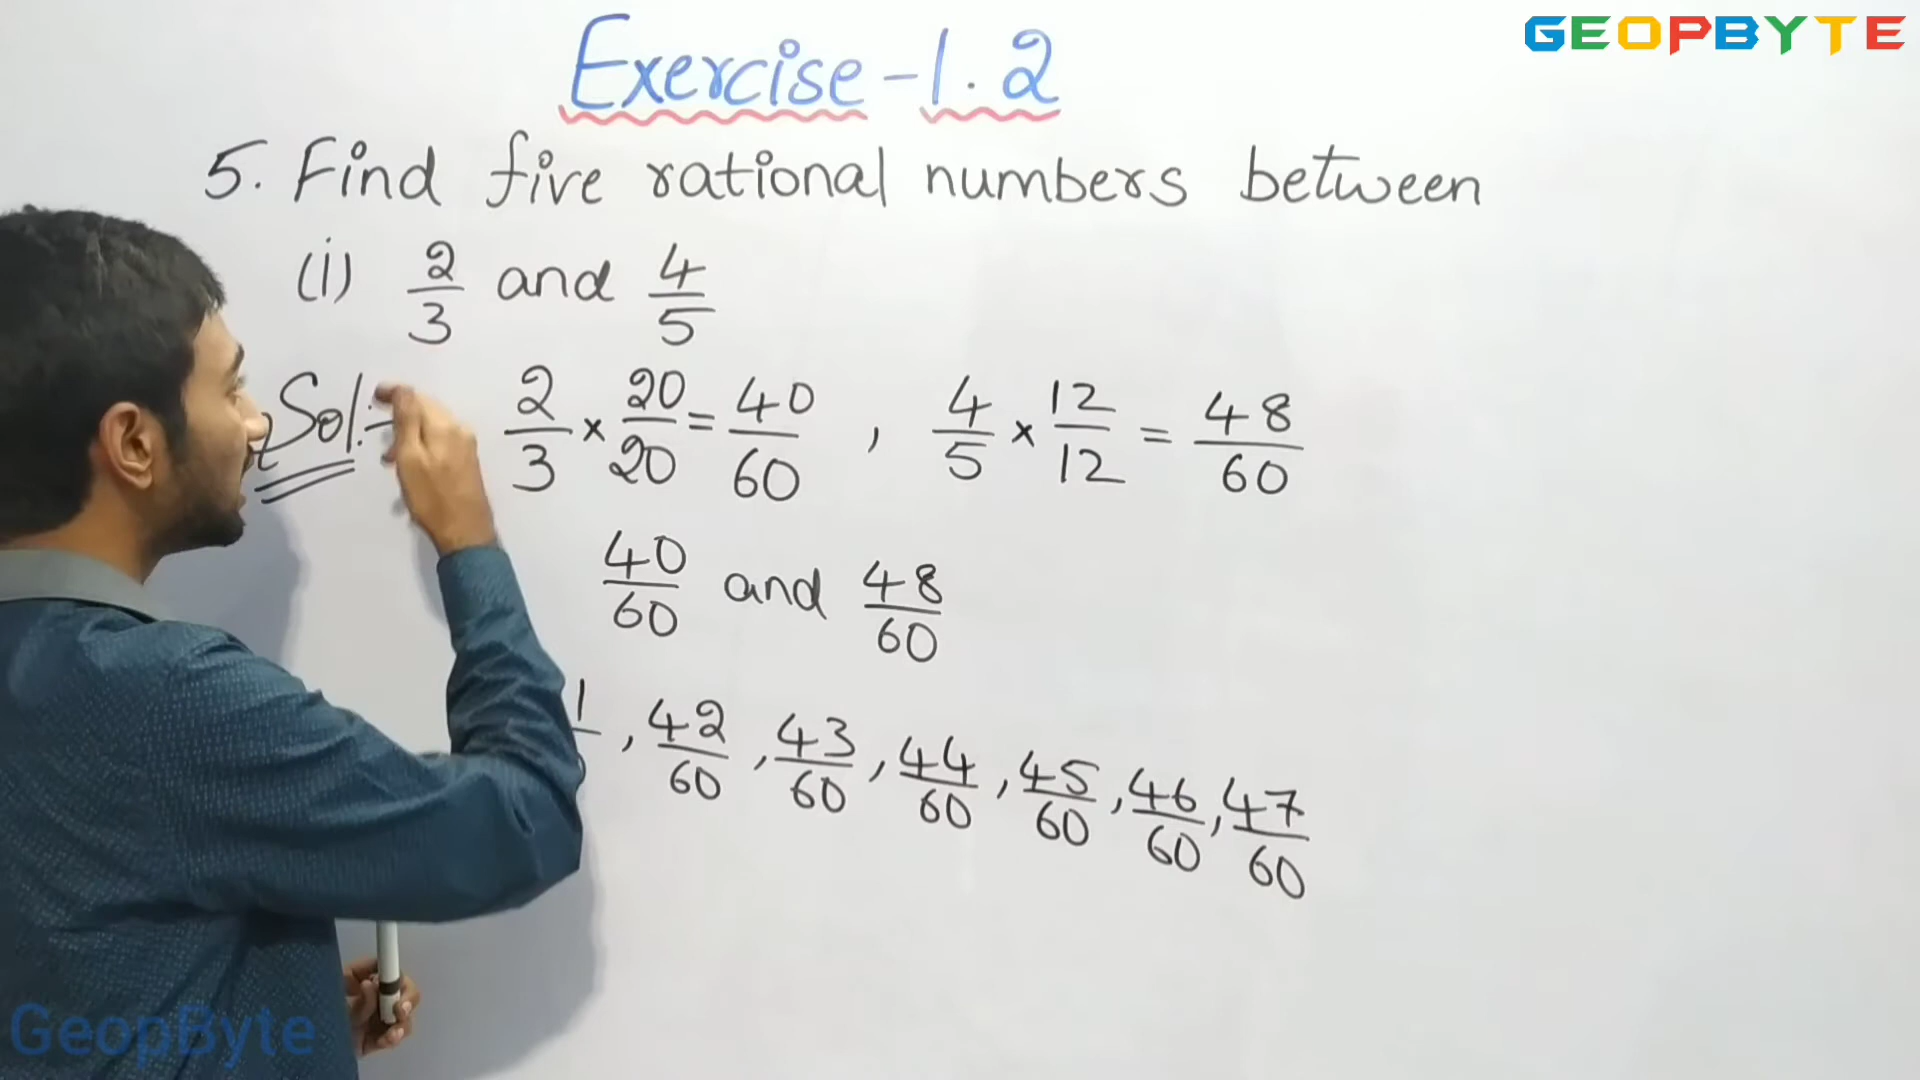 GEOPBYTE
Exercise-1.2
5. Find five rational numbers between
(i) 2/3 and 4/5
Sol:- 2/3 × 20/20 = 40/60 , 4/5 × 12/12 = 48/60
40/60 and 48/60
, 42/60 , 43/60 , 44/60 , 45/60 , 46/60 , 47/60
GeopByte